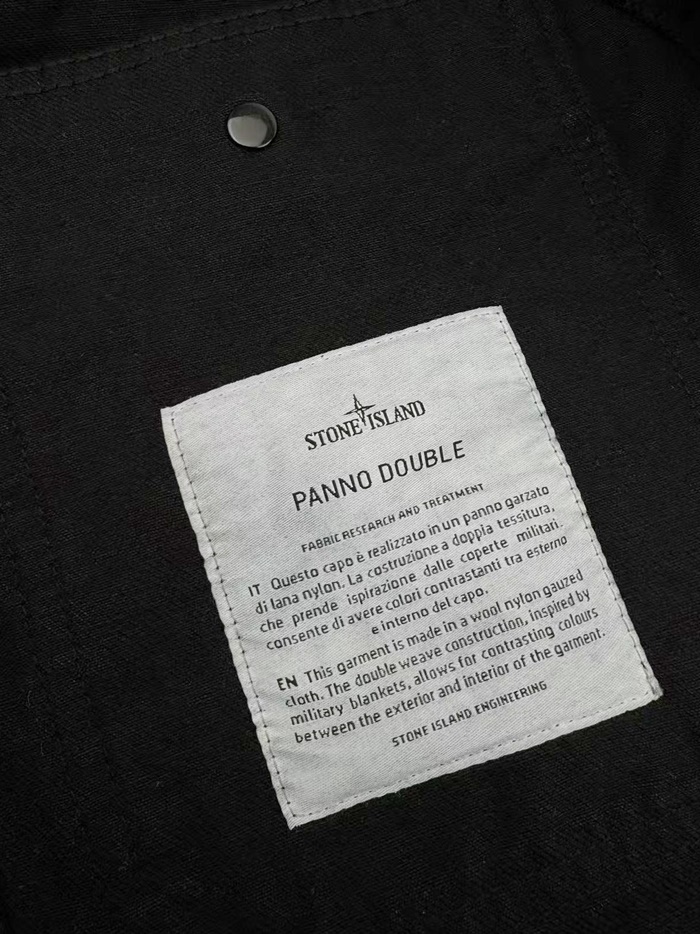 STONE ISLAND
PANNO DOUBLE
FABRIC RESEARCH AND TREATMENT
IT Questo capo è realizzato in un panno garzato
di lana nylon. La costruzione a doppia tessitura,
che prende ispirazione dalle coperte militari.
consente di avere colori contrastanti tra esterno
e interno del capo.
EN This garment is made in a wool nylon gauzed
cloth. The double weave construction, inspired by
military blankets, allows for contrasting colours
between the exterior and interior of the garment.
STONE ISLAND ENGINEERING